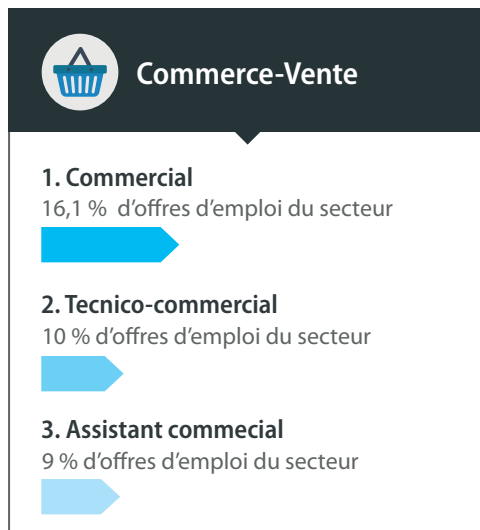 Commerce-Vente
1. Commercial
16,1 % d’offres d’emploi du secteur
2. Tecnico-commercial
10 % d’offres d’emploi du secteur
3. Assistant commecial
9 % d’offres d’emploi du secteur